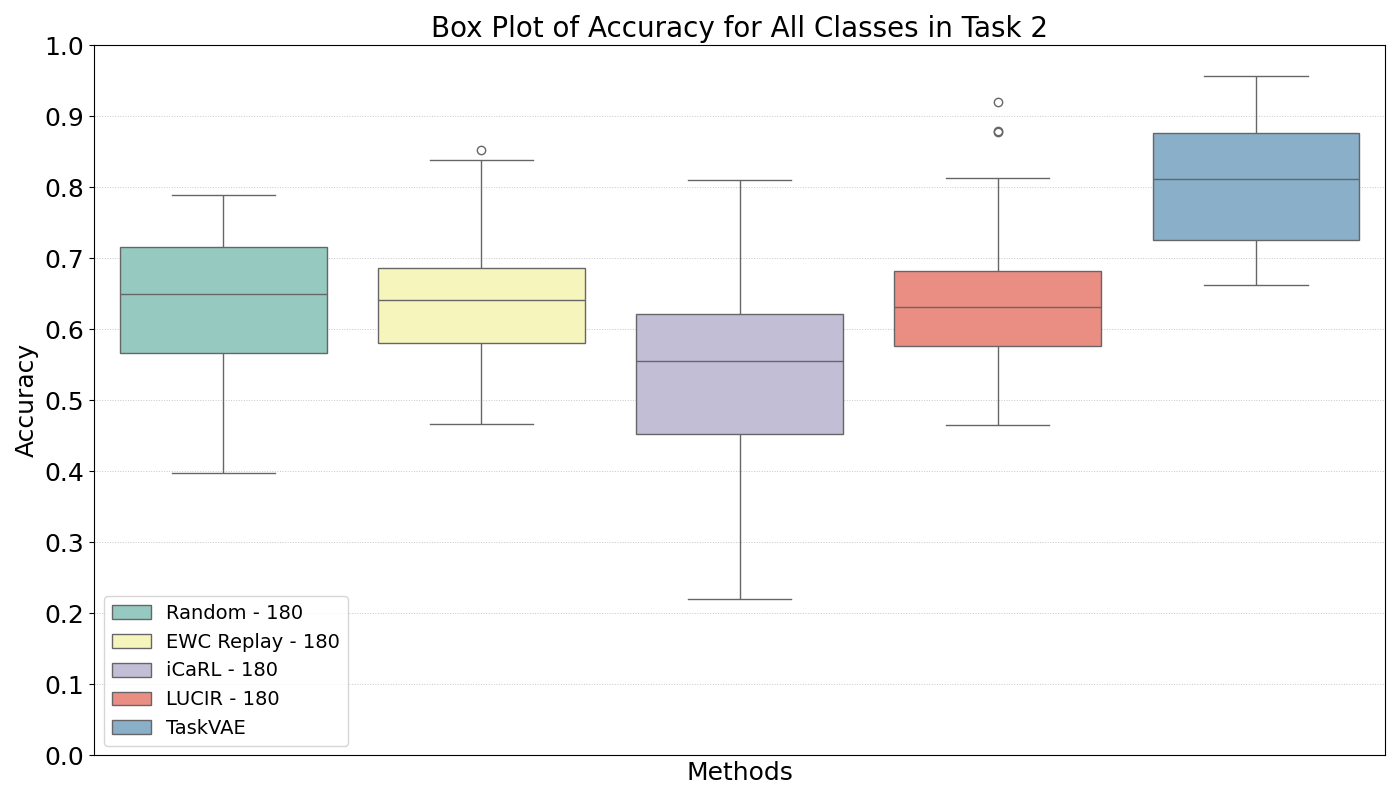 Box Plot of Accuracy for All Classes in Task 2
1.0
0.9
0.8
0.7
0.6
0.5
0.4
0.3
0.2
0.1
0.0
Accuracy
Random - 180
EWC Replay - 180
iCaRL - 180
LUCIR - 180
TaskVAE
Methods